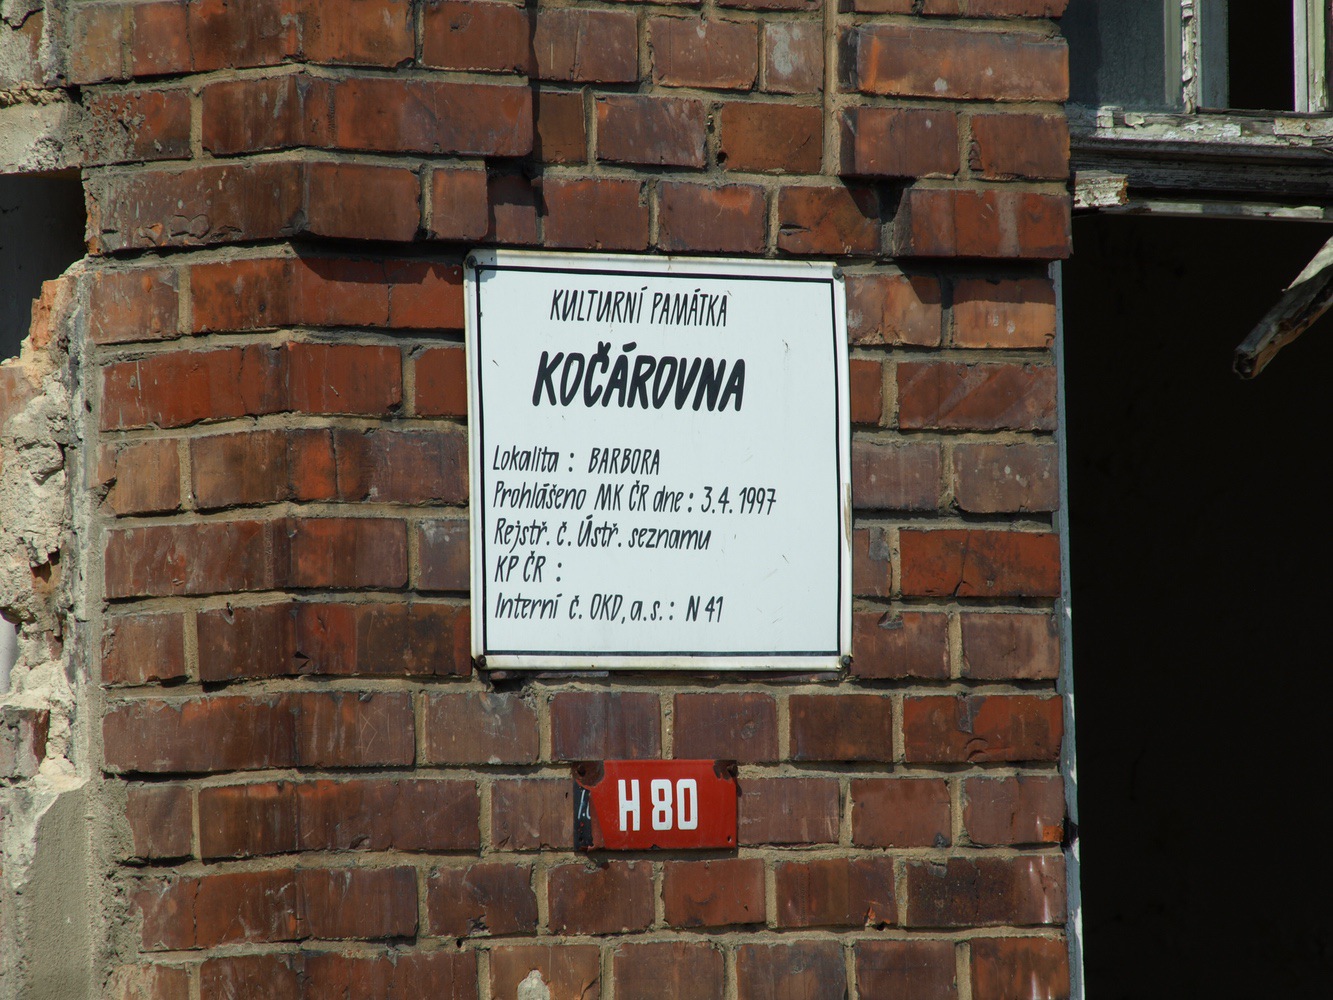 KULTURNÍ PAMÁTKA
KOČÁROVNA
Lokalita : BARBORA
Prohlášeno MK ČR dne : 3.4. 1997
Rejstř. č. Ústř. seznamu
KP ČR :
Interní č. OKD, a.s. : N 41
H 80